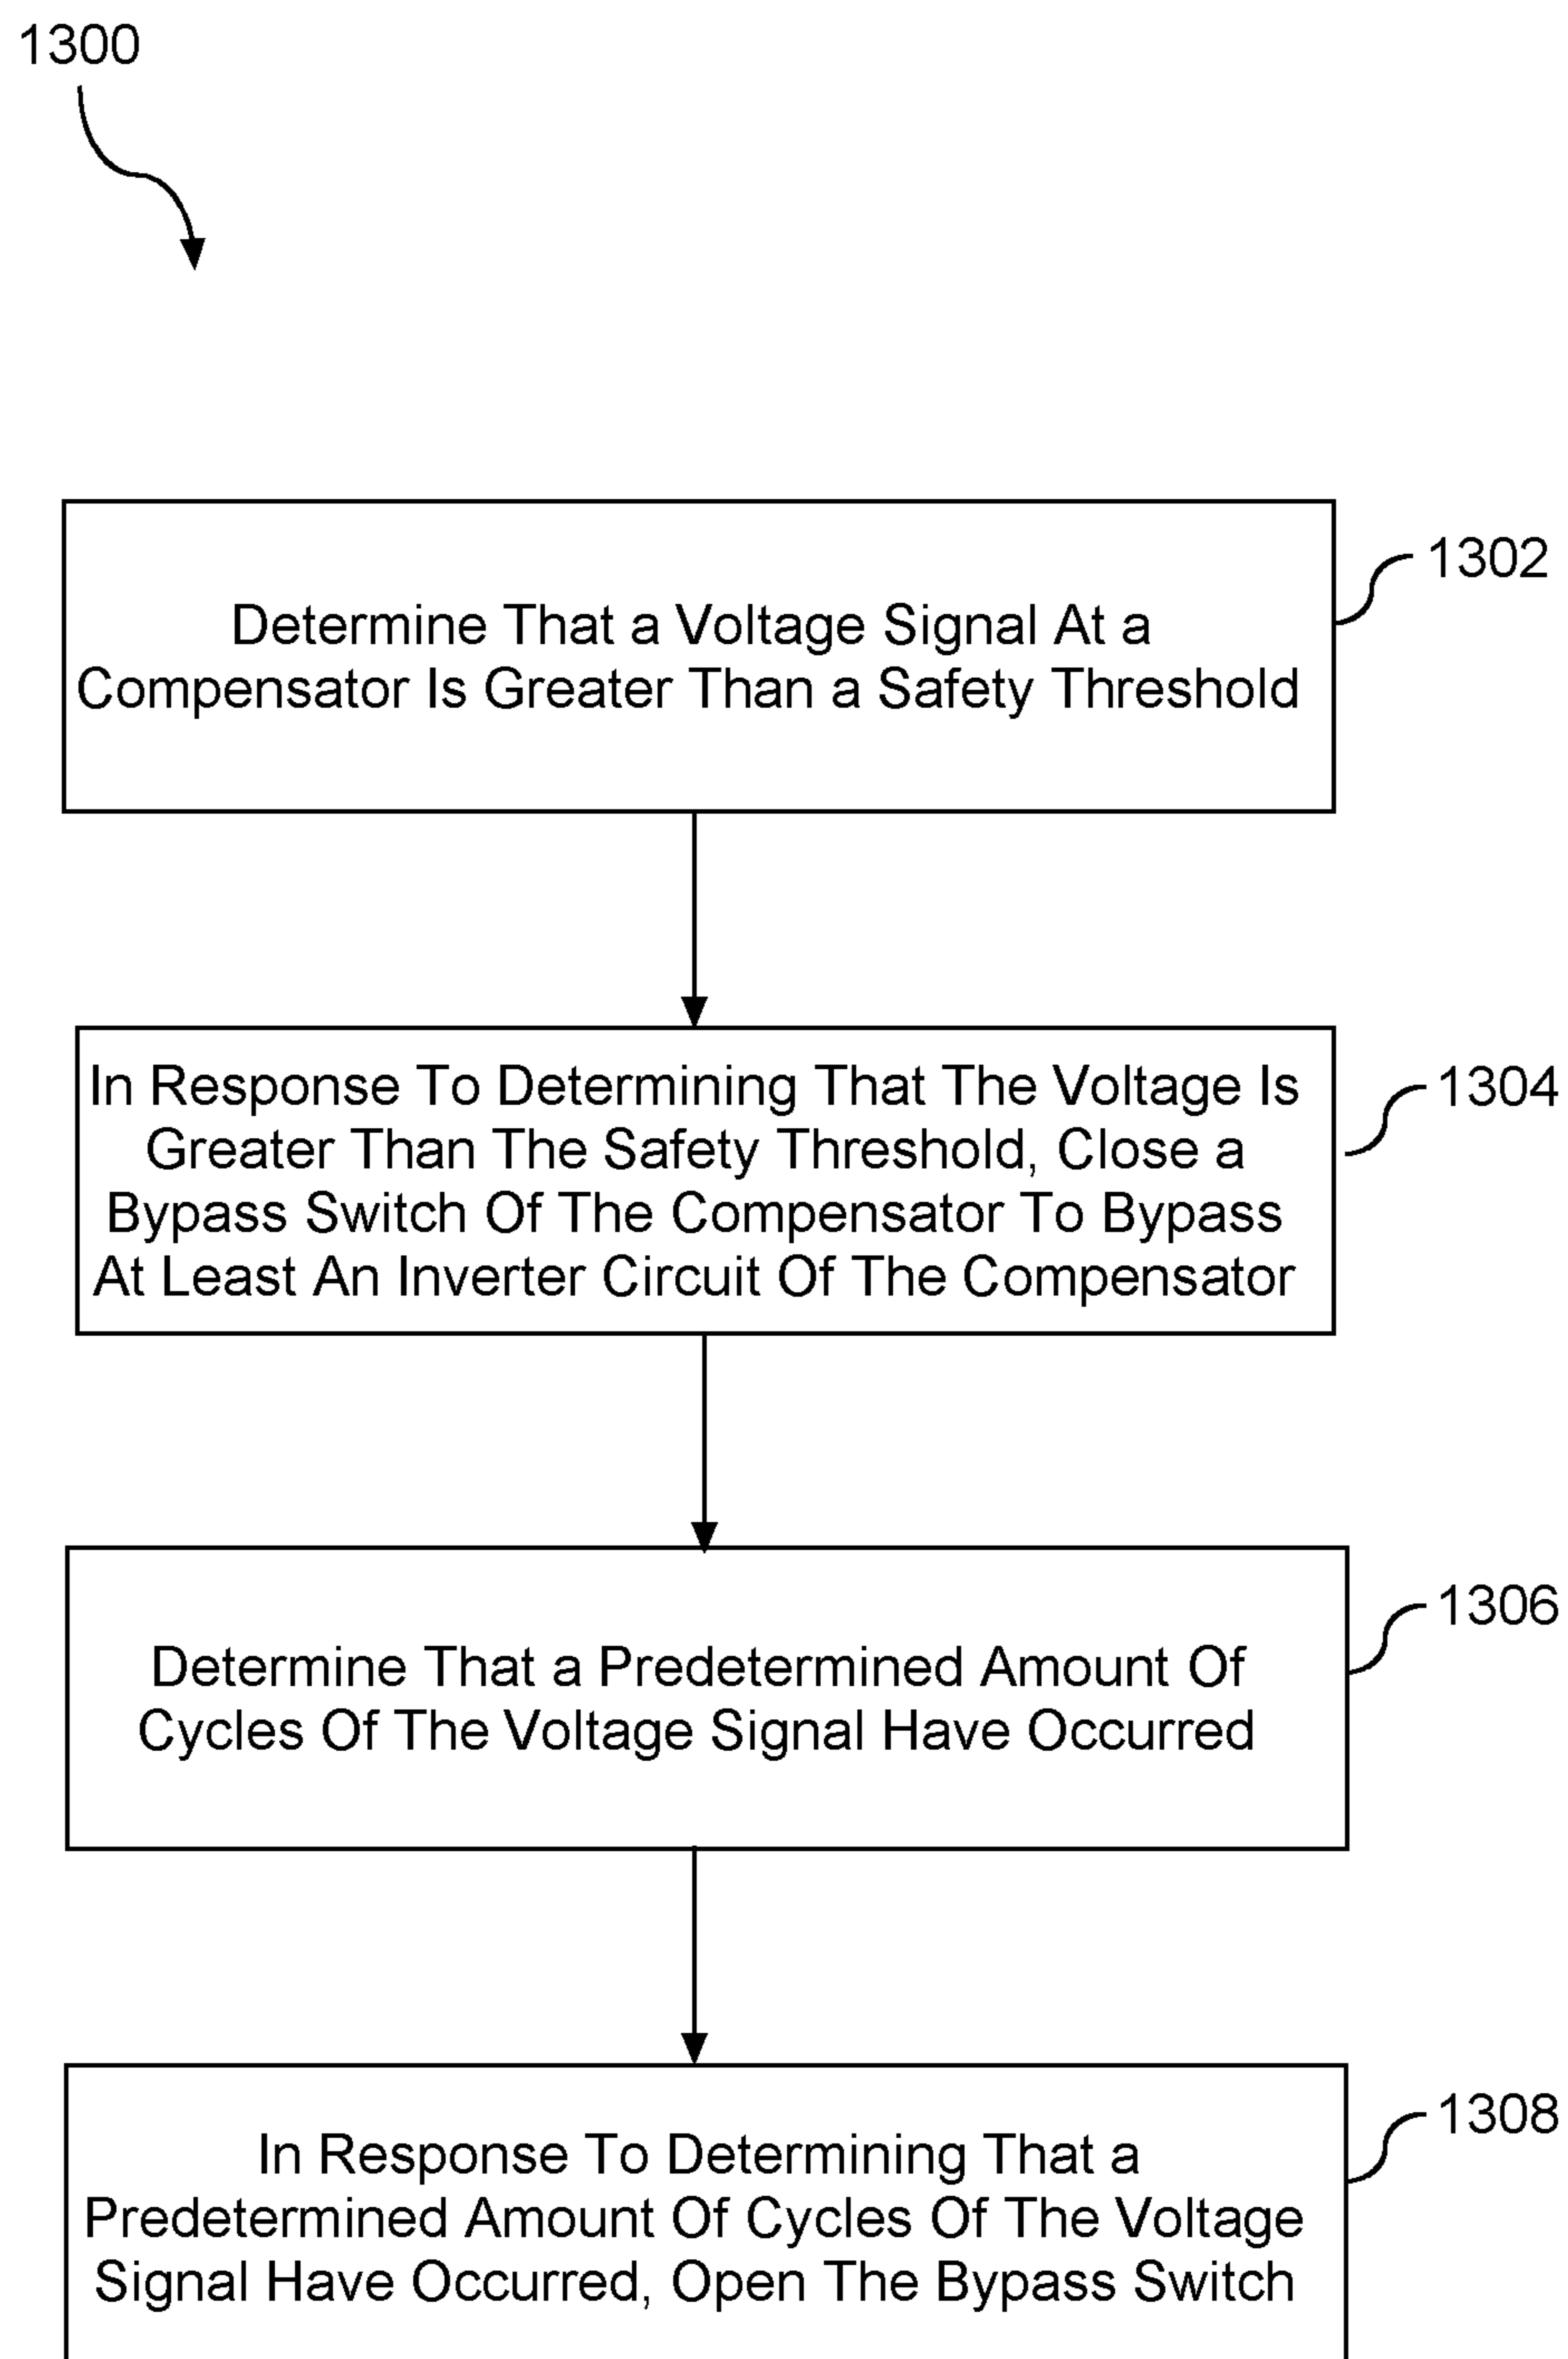 1300
Determine That a Voltage Signal At a
Compensator Is Greater Than a Safety Threshold
1302
In Response To Determining That The Voltage Is
Greater Than The Safety Threshold, Close a
Bypass Switch Of The Compensator To Bypass
At Least An Inverter Circuit Of The Compensator
1304
Determine That a Predetermined Amount Of
Cycles Of The Voltage Signal Have Occurred
1306
In Response To Determining That a
Predetermined Amount Of Cycles Of The Voltage
Signal Have Occurred, Open The Bypass Switch
1308